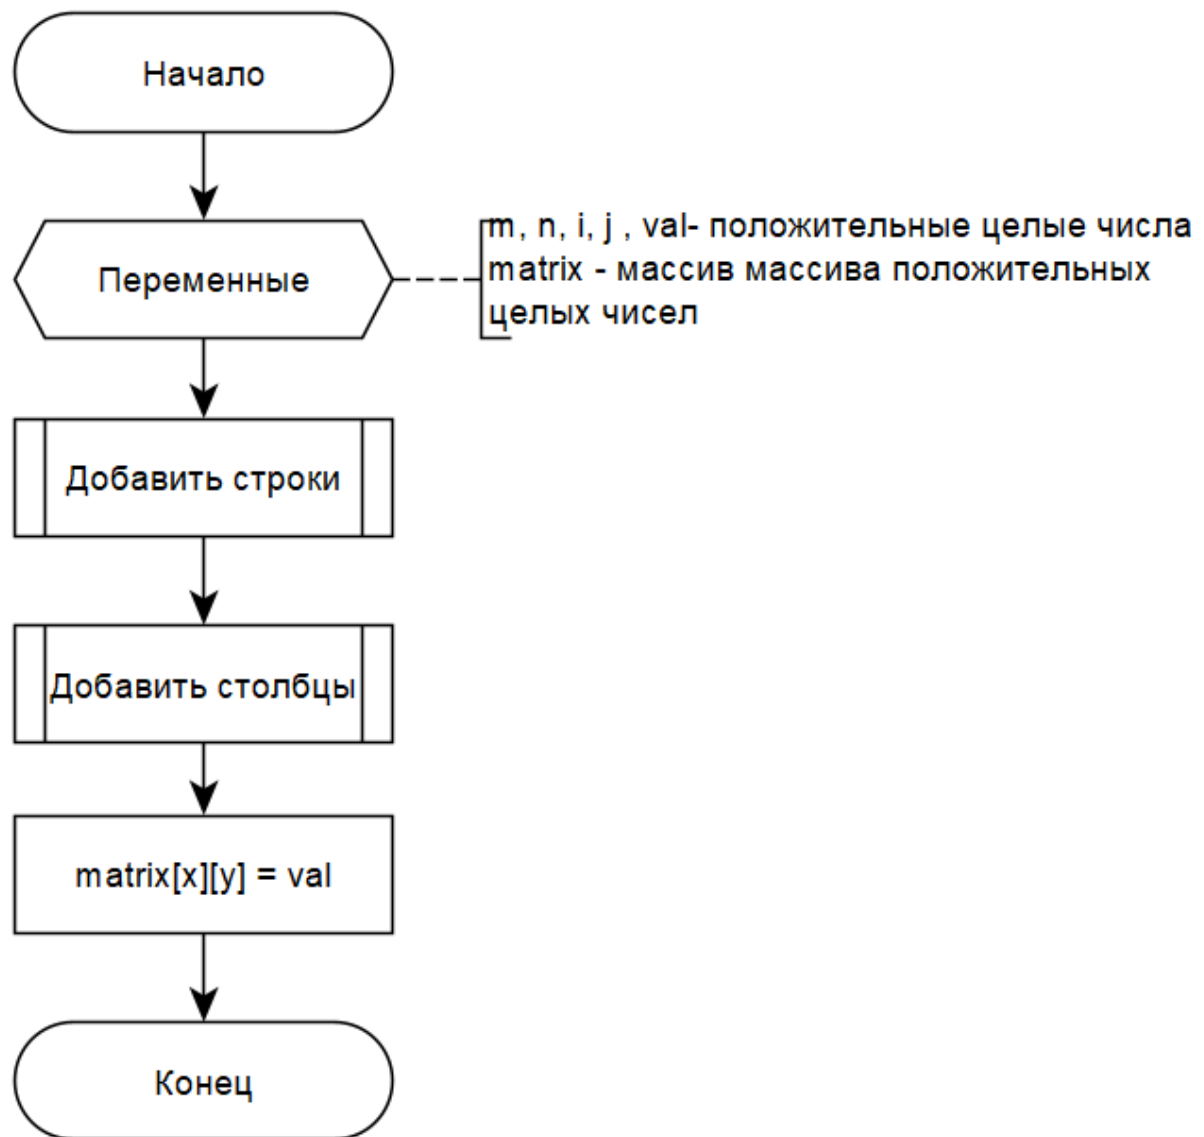 Начало
Переменные
m, n, i, j , val- положительные целые числа
matrix - массив массива положительных
целых чисел
Добавить строки
Добавить столбцы
matrix[x][y] = val
Конец